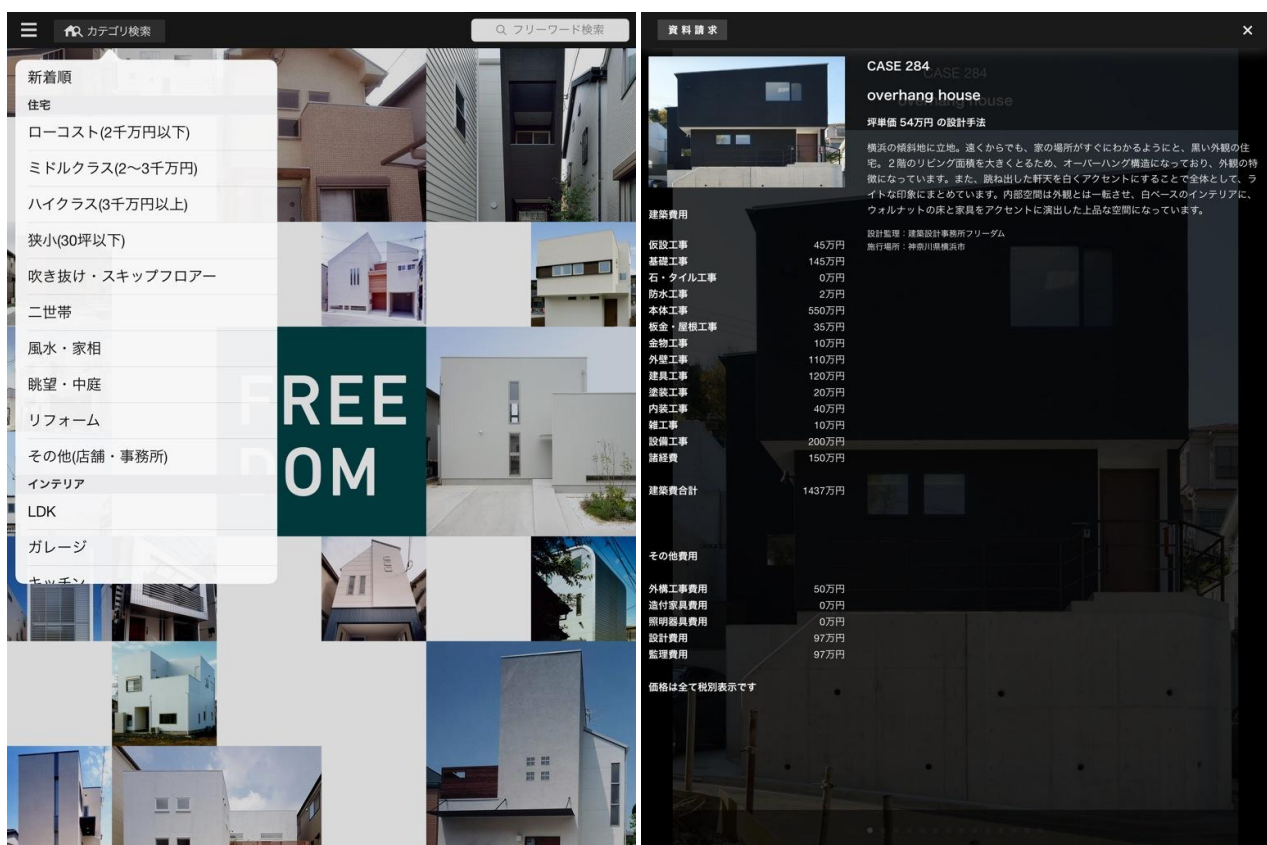 カテゴリ検索
フリーワード検索
新着順
住宅
ローコスト(2千万円以下)
ミドルクラス(2〜3千万円)
ハイクラス(3千万円以上)
狭小(30坪以下)
吹き抜け・スキップフロアー
二世帯
風水・家相
眺望・中庭
リフォーム
その他(店舗・事務所)
インテリア
LDK
ガレージ
キッチン
FREE
DOM
資料請求
CASE 284
overhang house
坪単価 54万円 の設計手法
横浜の傾斜地に立地。遠くからでも、家の場所がすぐにわかるようにと、黒い外観の住
宅。2階のリビング面積を大きくとるため、オーバーハング構造になっており、外観の特
徴になっています。また、跳ね出した軒天を白くアクセントにすることで全体として、ラ
イトな印象にまとめています。内部空間は外観とは一転させ、白ベースのインテリアに、
ウォルナットの床と家具をアクセントに演出した上品な空間になっています。
設計監理:建築設計事務所フリーダム
施行場所:神奈川県横浜市
CASE 284
overhang house
建築費用
仮設工事 45万円
基礎工事 145万円
石・タイル工事 0万円
防水工事 2万円
本体工事 550万円
板金・屋根工事 35万円
金物工事 10万円
外壁工事 110万円
建具工事 120万円
塗装工事 20万円
内装工事 40万円
雑工事 10万円
設備工事 200万円
諸経費 150万円
建築費合計 1437万円
その他費用
外構工事費用 50万円
造付家具費用 0万円
照明器具費用 0万円
設計費用 97万円
監理費用 97万円
価格は全て税別表示です